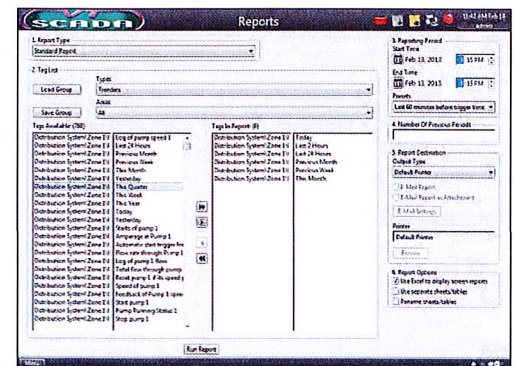 SCADA
Reports
11:41 AM Feb 14
admin
1. Report Type
Standard Report
2. Tag List
Types
Load Group
Trenders
Areas
Save Group
All
Tags Available (788)
Distribution System\Zone 1\I Log of pump speed 1
Distribution System\Zone 1\I Last 24 Hours
Distribution System\Zone 1\I Previous Month
Distribution System\Zone 1\I Previous Week
Distribution System\Zone 1\I This Month
Distribution System\Zone 1\I Yesterday
Distribution System\Zone 1\I This Quarter
Distribution System\Zone 1\I This Week
Distribution System\Zone 1\I This Year
Distribution System\Zone 1\I Today
Distribution System\Zone 1\I Yesterday
Distribution System\Zone 1\I Starts of pump 1
Distribution System\Zone 1\I Amperage at Pump 1
Distribution System\Zone 1\I Automatic start trigger for
Distribution System\Zone 1\I Flow rate through Pump 1
Distribution System\Zone 1\I Log of pump 1 flow
Distribution System\Zone 1\I Total flow through pump
Distribution System\Zone 1\I Reset pump 1 if its speed
Distribution System\Zone 1\I Speed of pump 1
Distribution System\Zone 1\I Feedback of Pump 1 spee
Distribution System\Zone 1\I Start pump 1
Distribution System\Zone 1\I Pump Running Status 1
Distribution System\Zone 1\I Stop pump 1
Tags In Report: (6)
Distribution System\Zone 1\I Today
Distribution System\Zone 1\I Last 2 Hours
Distribution System\Zone 1\I Last 24 Hours
Distribution System\Zone 1\I Previous Month
Distribution System\Zone 1\I Previous Week
Distribution System\Zone 1\I This Month
Run Report
3. Reporting Period
Start Time
Feb 13, 2013
15 PM
End Time
Feb 13, 2013
15 PM
Presets
Last 60 minutes before trigger time
4. Number Of Previous Periods
5. Report Destination
Output Type
Default Printer
E-Mail Report
E-Mail Report as Attachment
E-Mail Settings
Printer
Default Printer
Browse
6. Report Options
Use Excel to display screen reports
Use separate sheets/tables
Rename sheets/tables
Menu